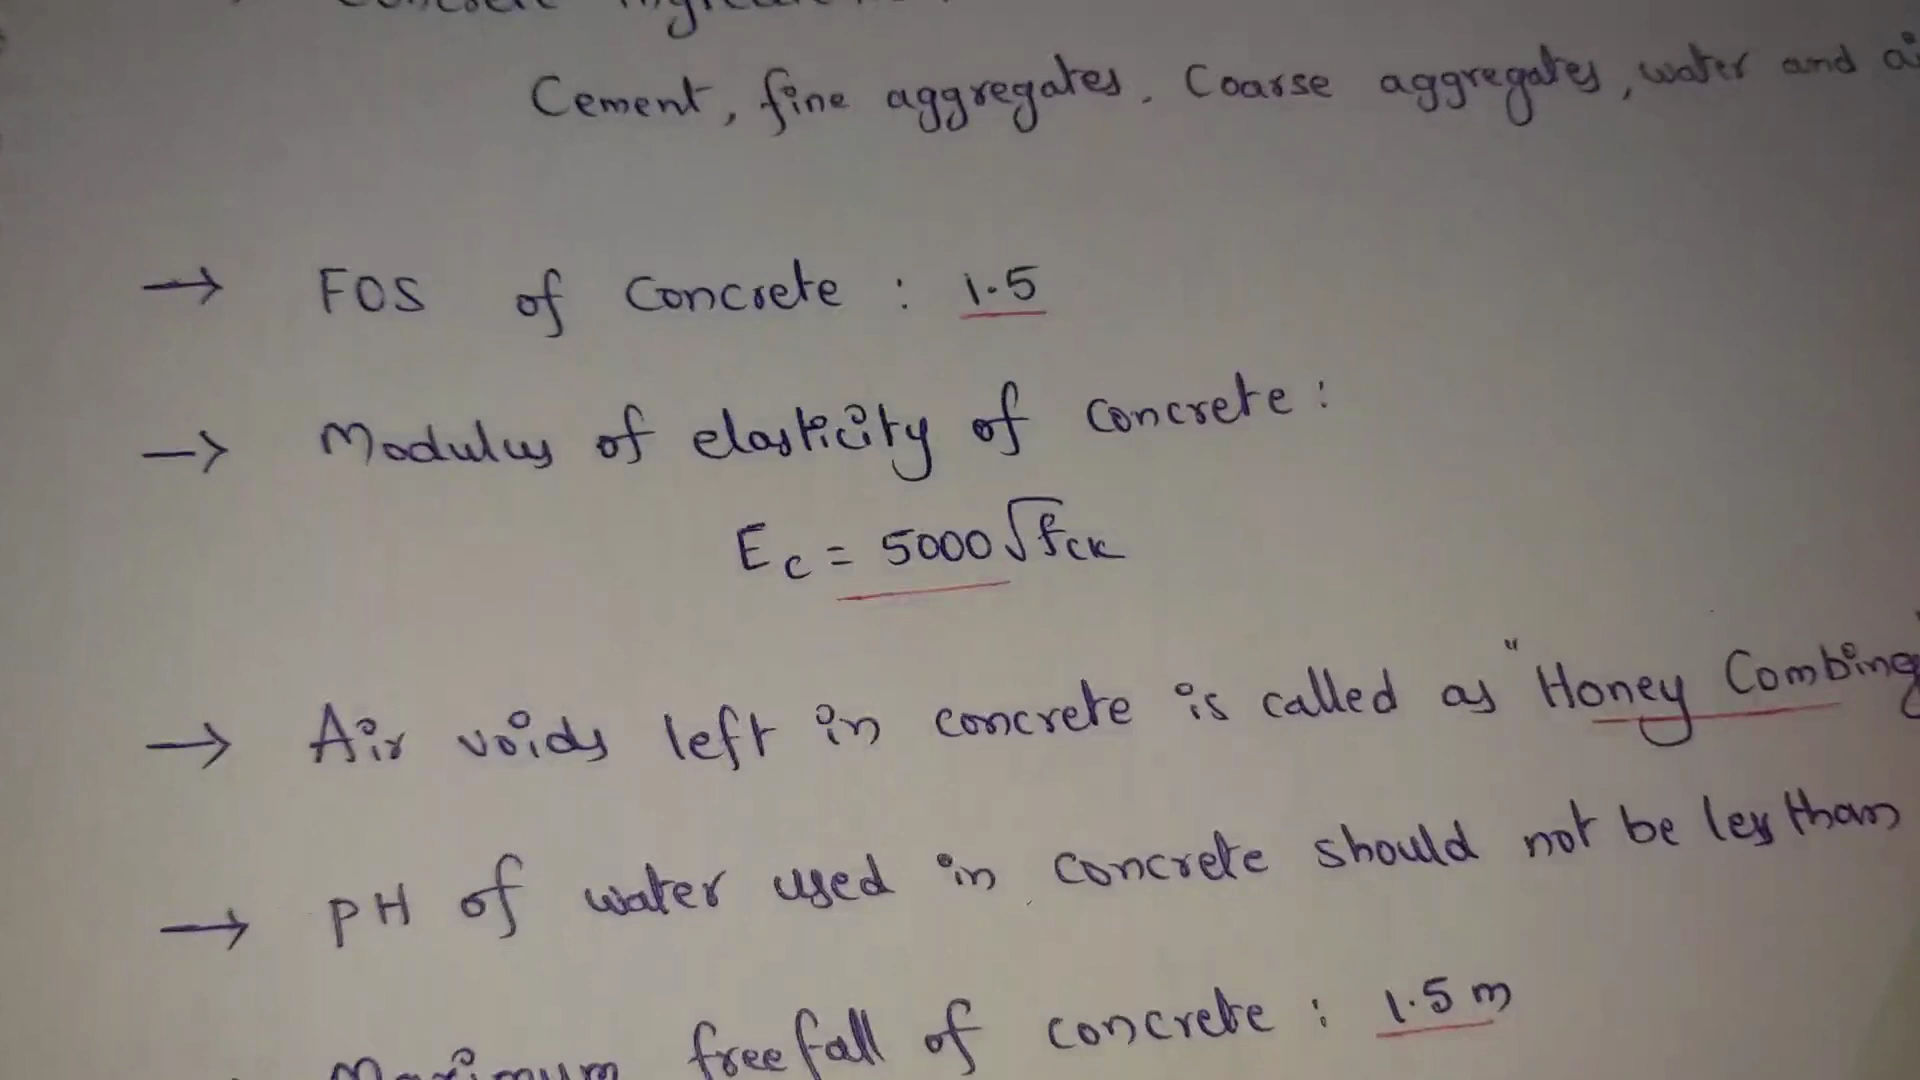 Concrete
Cement, fine aggregates, Coarse aggregates, water and
→ FOS of Concrete : 1.5
→ Modulus of elasticity of concrete :
Ec = 5000√fck
→ Air voids left in concrete is called as "Honey Combing
→ PH of water used in concrete should not be less than
Maximum free fall of concrete : 1.5 m